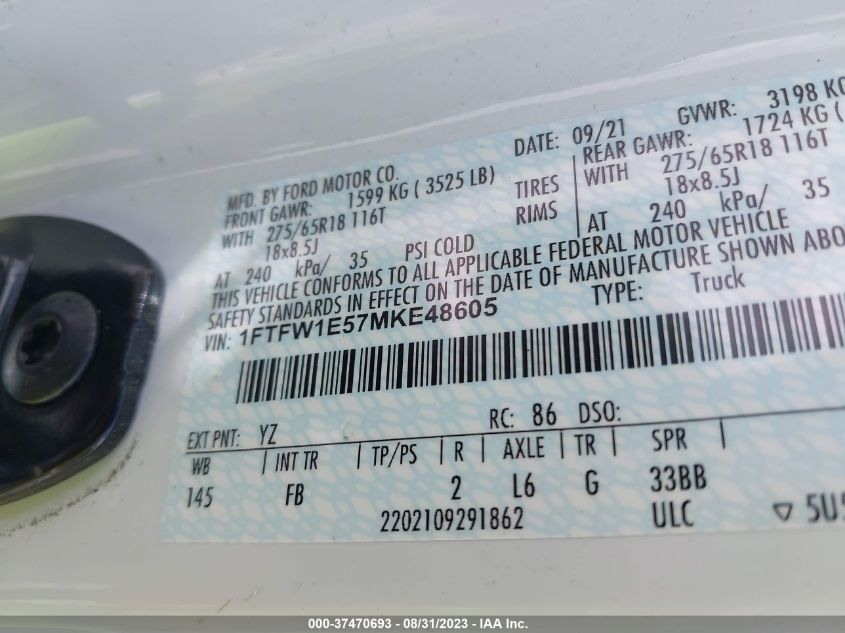 MFD. BY FORD MOTOR CO.
DATE: 09/21 GVWR: 3198 KG
FRONT GAWR: 1599 KG ( 3525 LB) REAR GAWR: 1724 KG (
WITH 275/65R18 116T TIRES WITH 275/65R18 116T
18x8.5J RIMS 18x8.5J
AT 240 kPa/ 35 PSI COLD AT 240 kPa/ 35
THIS VEHICLE CONFORMS TO ALL APPLICABLE FEDERAL MOTOR VEHICLE
SAFETY STANDARDS IN EFFECT ON THE DATE OF MANUFACTURE SHOWN ABO
VIN: 1FTFW1E57MKE48605 TYPE: Truck
EXT PNT: YZ RC: 86 DSO:
WB | INT TR | TP/PS | R | AXLE | TR | SPR |
145 FB 2 L6 G 33BB
2202109291862 ULC ▽ 5U5
000-37470693 - 08/31/2023 - IAA Inc.